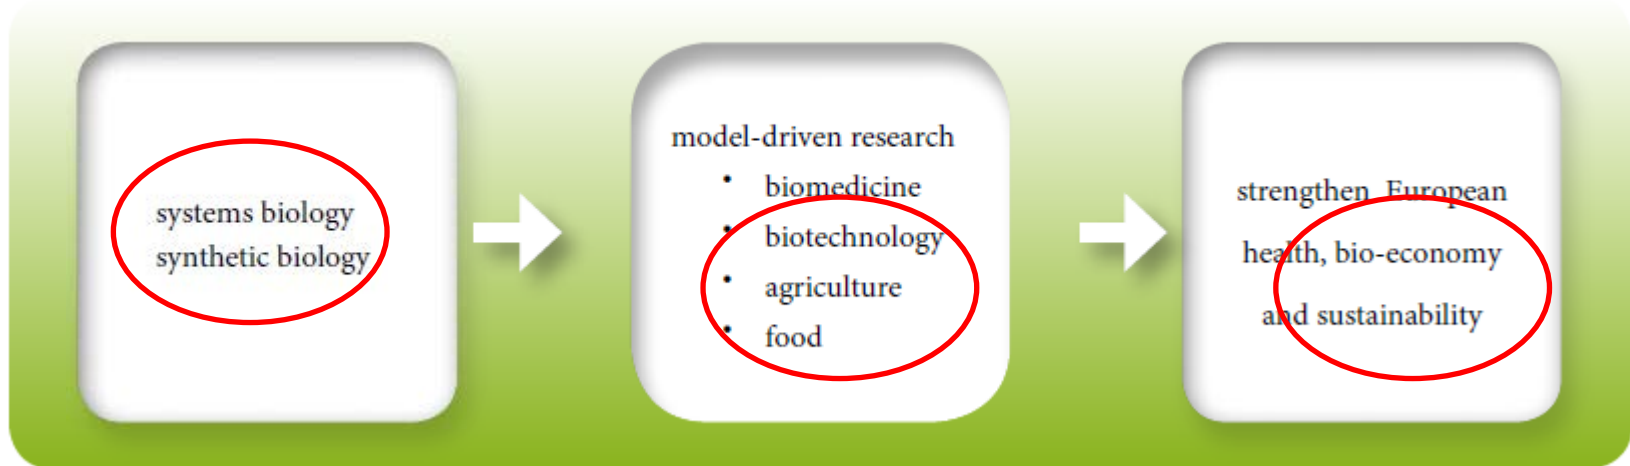 systems biology
synthetic biology
model-driven research
• biomedicine
• biotechnology
• agriculture
• food
strengthen European
health, bio-economy
and sustainability